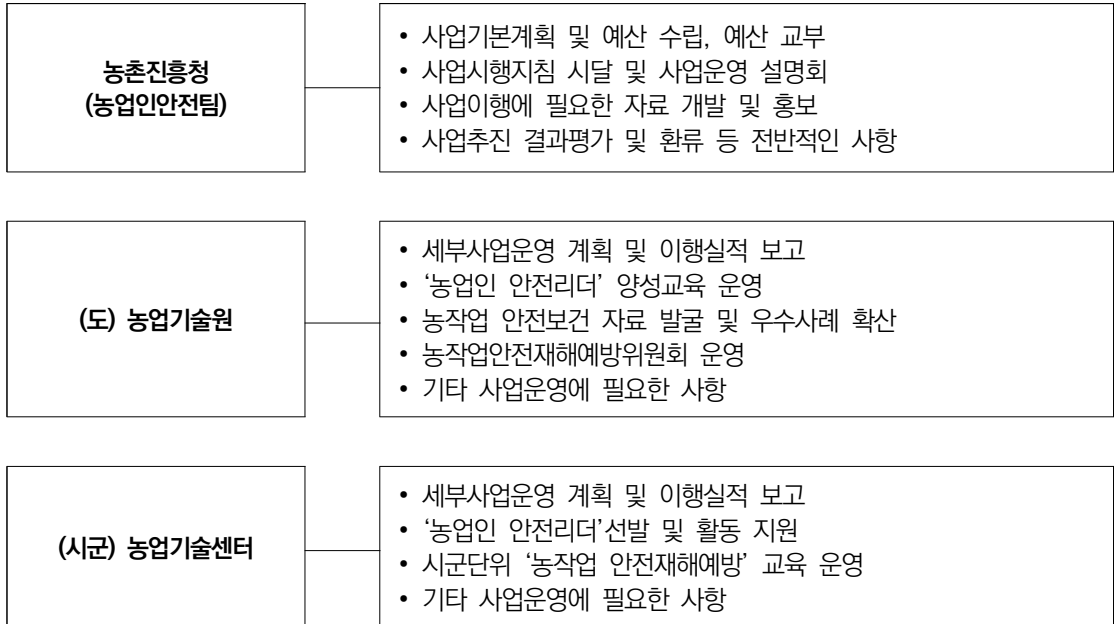 농촌진흥청
(농업인안전팀)
• 사업기본계획 및 예산 수립, 예산 교부
• 사업시행지침 시달 및 사업운영 설명회
• 사업이행에 필요한 자료 개발 및 홍보
• 사업추진 결과평가 및 환류 등 전반적인 사항
(도) 농업기술원
• 세부사업운영 계획 및 이행실적 보고
• ‘농업인 안전리더’ 양성교육 운영
• 농작업 안전보건 자료 발굴 및 우수사례 확산
• 농작업안전재해예방위원회 운영
• 기타 사업운영에 필요한 사항
(시군) 농업기술센터
• 세부사업운영 계획 및 이행실적 보고
• ‘농업인 안전리더’선발 및 활동 지원
• 시군단위 ‘농작업 안전재해예방’ 교육 운영
• 기타 사업운영에 필요한 사항